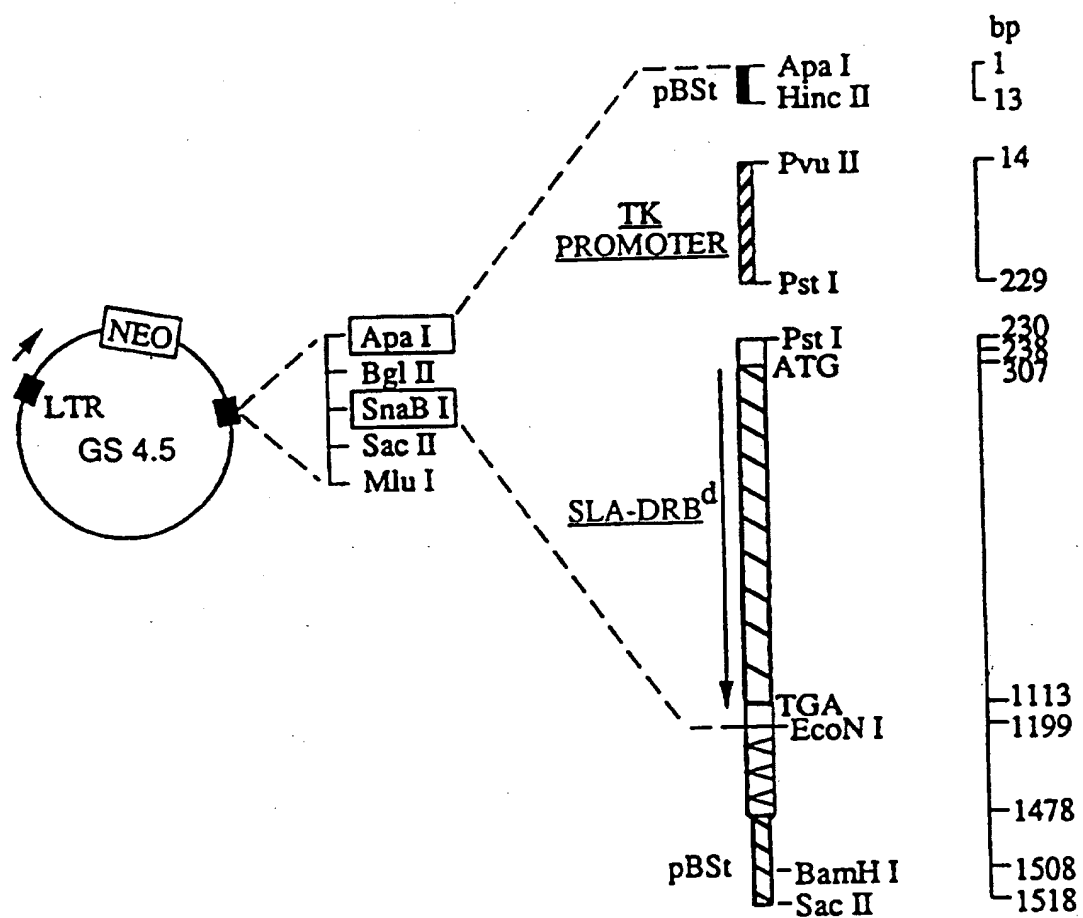 bp
Apa I
1
pBSt
Hinc II
13
Pvu II
14
TK
PROMOTER
Pst I
229
NEO
Apa I
Pst I
230
238
ATG
307
Bgl II
LTR
SnaB I
GS 4.5
Sac II
Mlu I
SLA-DRBd
TGA
1113
EcoN I
1199
1478
pBSt
BamH I
1508
Sac II
1518